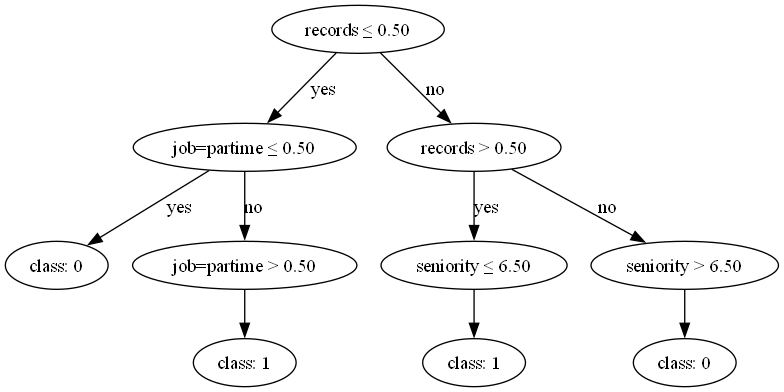 records ≤ 0.50
yes
no
job=partime ≤ 0.50
records > 0.50
yes
no
yes
no
class: 0
job=partime > 0.50
seniority ≤ 6.50
seniority > 6.50
class: 1
class: 1
class: 0